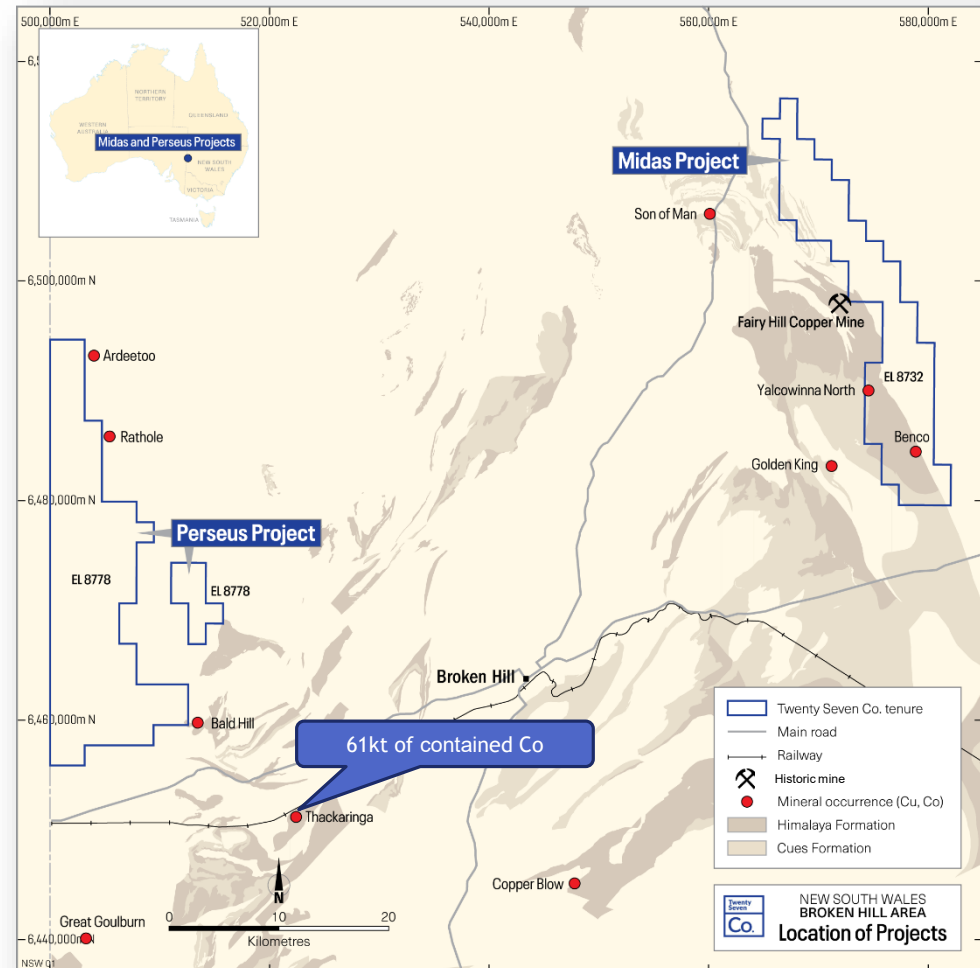 500,000m E
520,000m E
540,000m E
560,000m E
580,000m E
NORTHERN
TERRITORY
QUEENSLAND
WESTERN
AUSTRALIA
Midas and Perseus Projects
NEW SOUTH
WALES
VICTORIA
TASMANIA
Midas Project
Son of Man
6,500,000m N
Fairy Hill Copper Mine
Ardeetoo
EL 8732
Yalcowinna North
Rathole
Benco
Golden King
6,480,000m N
Perseus Project
EL 8778
EL 8778
Broken Hill
6,460,000m N
Bald Hill
61kt of contained Co
Thackaringa
Copper Blow
N
0
10
20
Kilometres
Great Goulburn
6,440,000m N
NSW 01
Twenty Seven Co. tenure
Main road
Railway
Historic mine
Mineral occurrence (Cu, Co)
Himalaya Formation
Cues Formation
Twenty
Seven
Co.
NEW SOUTH WALES
BROKEN HILL AREA
Location of Projects